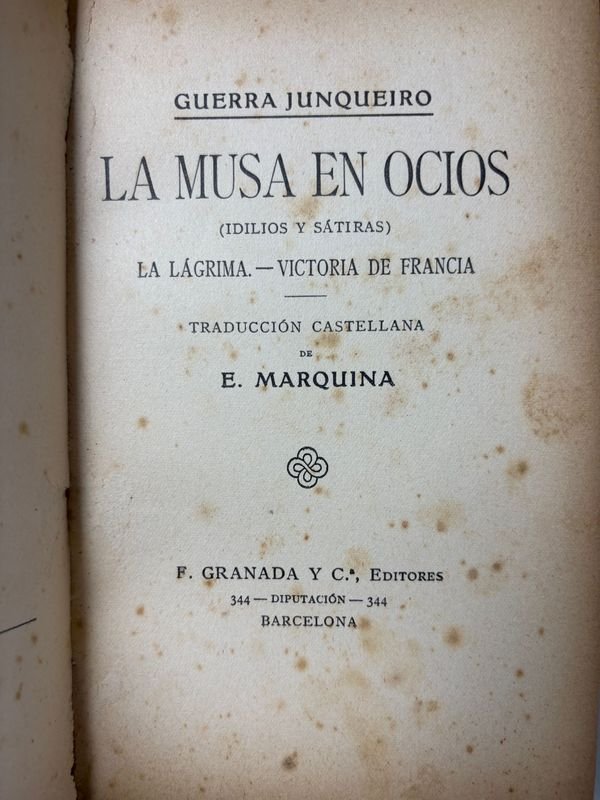 GUERRA JUNQUEIRO
LA MUSA EN OCIOS
(IDILIOS Y SÁTIRAS)
LA LÁGRIMA.—VICTORIA DE FRANCIA
TRADUCCIÓN CASTELLANA
DE
E. MARQUINA
F. GRANADA Y C.ª, EDITORES
344 — DIPUTACIÓN — 344
BARCELONA